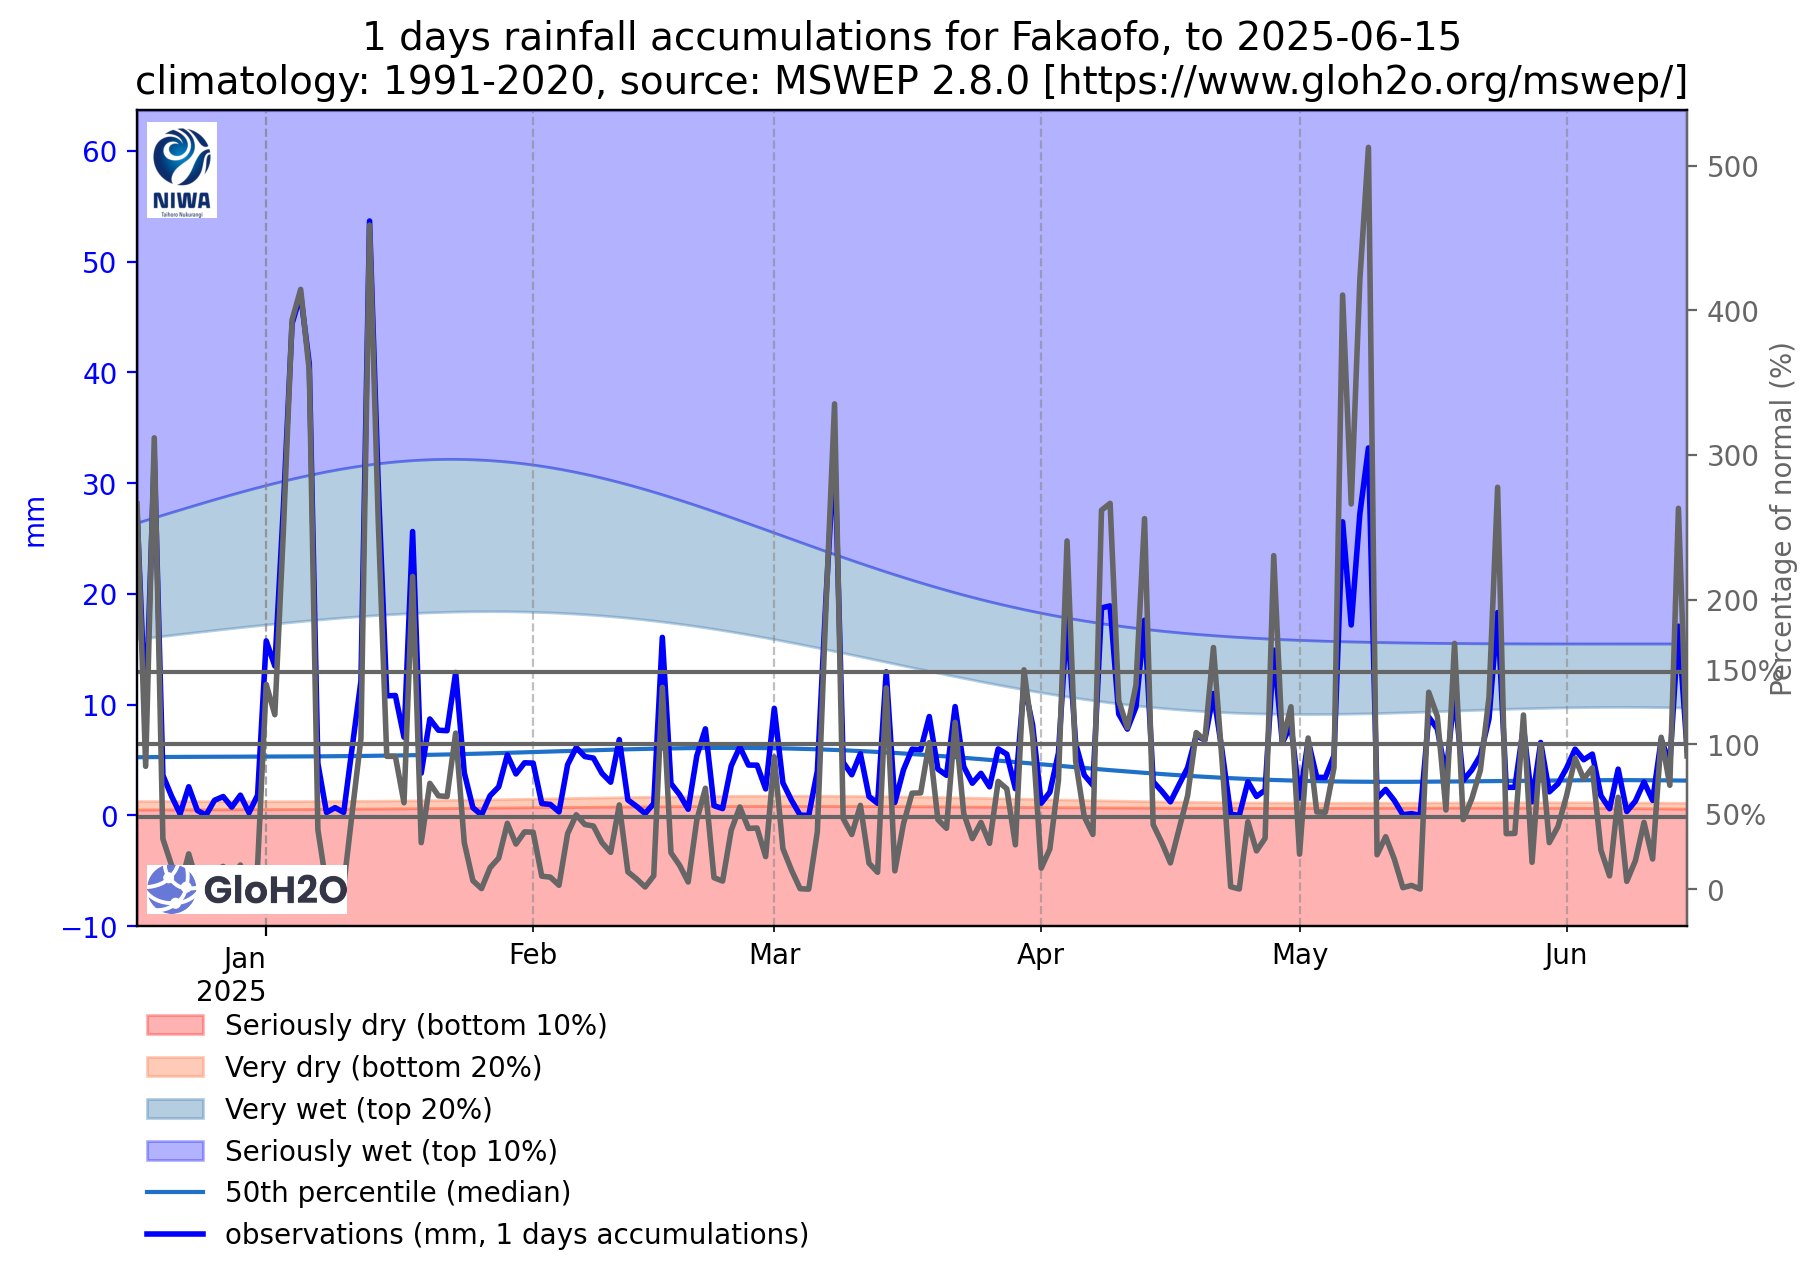 1 days rainfall accumulations for Fakaofo, to 2025-06-15
climatology: 1991-2020, source: MSWEP 2.8.0 [https://www.gloh2o.org/mswep/]
NIWA
Taihoro Nukurangi
60
50
40
30
20
10
0
−10
mm
500
400
300
200
150%
100
50%
0
Percentage of normal (%)
GloH2O
Jan
2025
Feb
Mar
Apr
May
Jun
Seriously dry (bottom 10%)
Very dry (bottom 20%)
Very wet (top 20%)
Seriously wet (top 10%)
50th percentile (median)
observations (mm, 1 days accumulations)